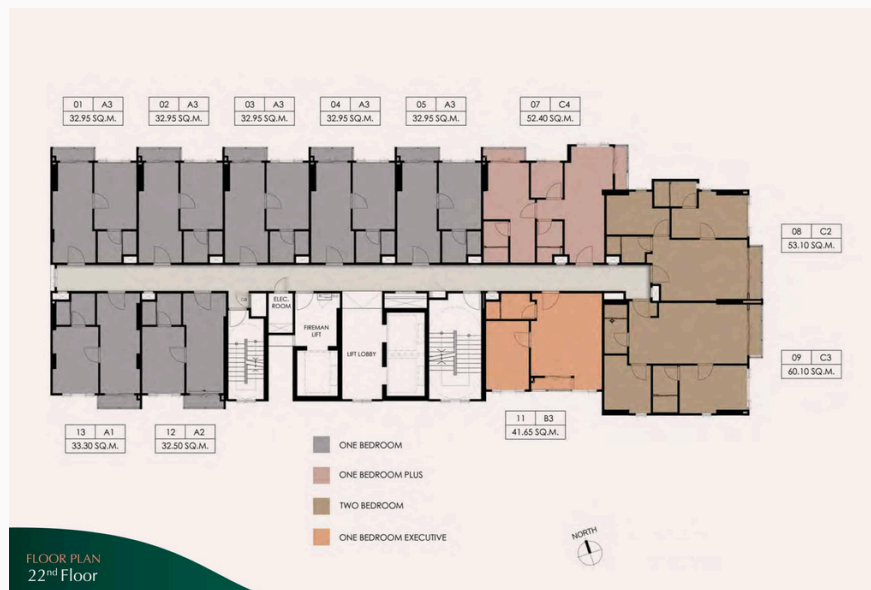 01 A3
32.95 SQ.M.
02 A3
32.95 SQ.M.
03 A3
32.95 SQ.M.
04 A3
32.95 SQ.M.
05 A3
32.95 SQ.M.
07 C4
52.40 SQ.M.
08 C2
53.10 SQ.M.
ELEC.
ROOM
FIREMAN
LIFT
LIFT LOBBY
09 C3
60.10 SQ.M.
13 A1
33.30 SQ.M.
12 A2
32.50 SQ.M.
11 B3
41.65 SQ.M.
ONE BEDROOM
ONE BEDROOM PLUS
TWO BEDROOM
ONE BEDROOM EXECUTIVE
NORTH
FLOOR PLAN
22nd Floor